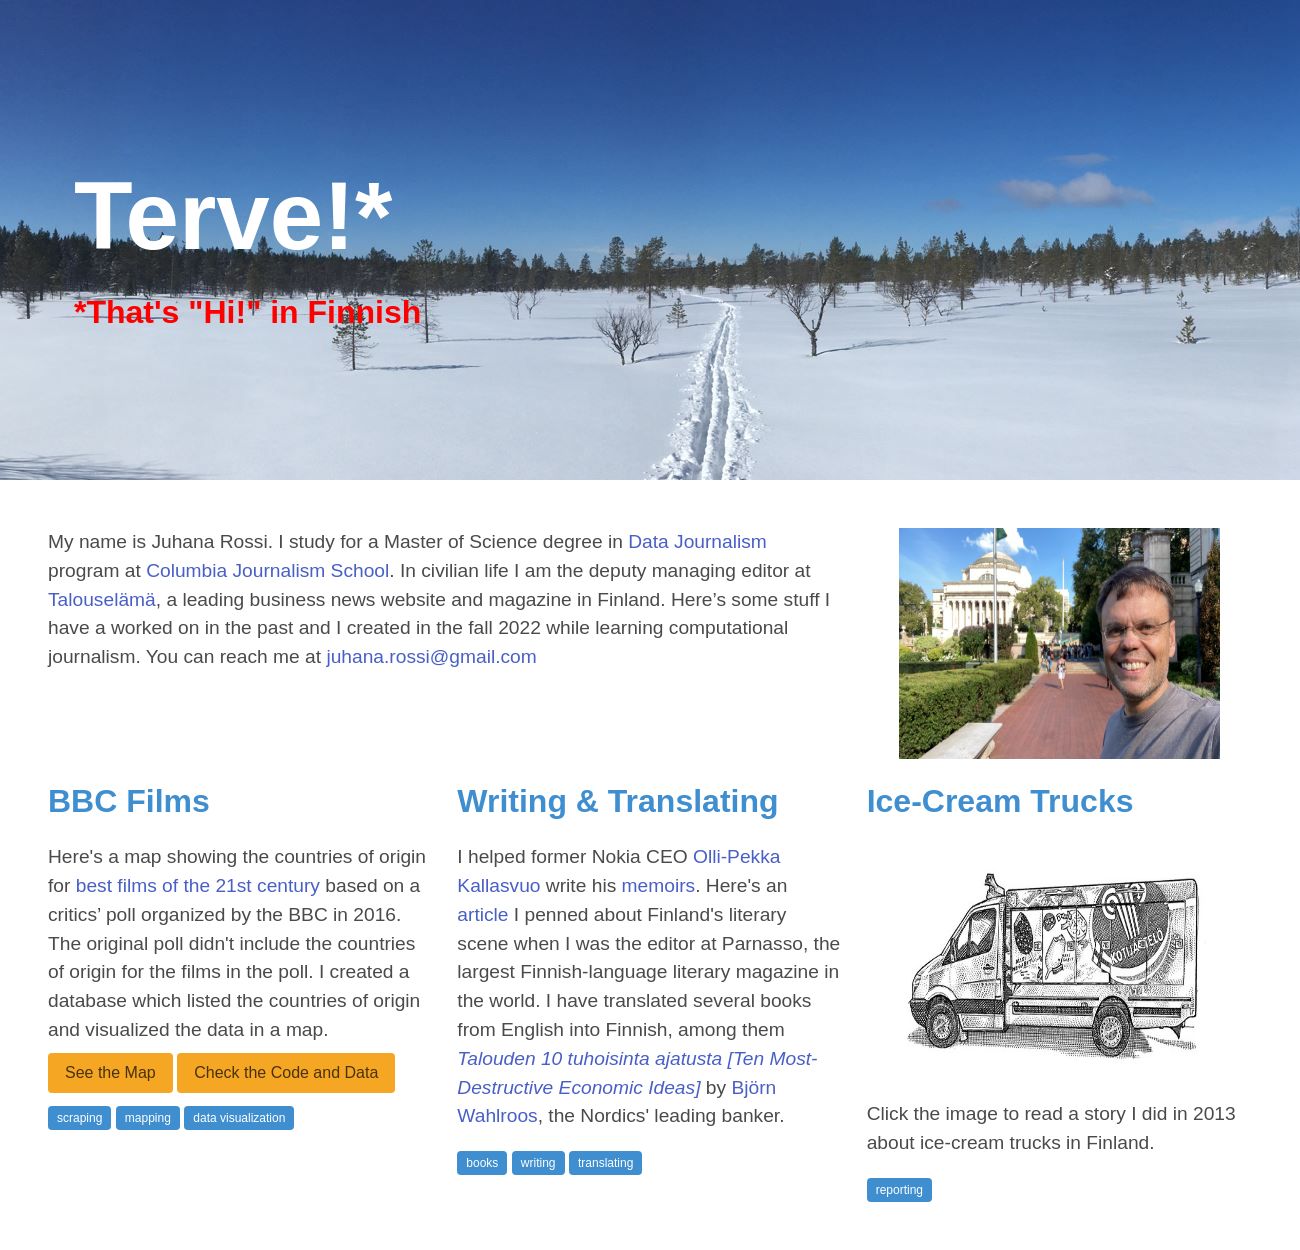 Terve!*
*That's "Hi!" in Finnish
My name is Juhana Rossi. I study for a Master of Science degree in Data Journalism
program at Columbia Journalism School. In civilian life I am the deputy managing editor at
Talouselämä, a leading business news website and magazine in Finland. Here’s some stuff I
have a worked on in the past and I created in the fall 2022 while learning computational
journalism. You can reach me at juhana.rossi@gmail.com
BBC Films
Here's a map showing the countries of origin
for best films of the 21st century based on a
critics’ poll organized by the BBC in 2016.
The original poll didn't include the countries
of origin for the films in the poll. I created a
database which listed the countries of origin
and visualized the data in a map.
See the Map
Check the Code and Data
scraping
mapping
data visualization
Writing & Translating
I helped former Nokia CEO Olli-Pekka
Kallasvuo write his memoirs. Here's an
article I penned about Finland's literary
scene when I was the editor at Parnasso, the
largest Finnish-language literary magazine in
the world. I have translated several books
from English into Finnish, among them
Talouden 10 tuhoisinta ajatusta [Ten Most-
Destructive Economic Ideas] by Björn
Wahlroos, the Nordics' leading banker.
books
writing
translating
Ice-Cream Trucks
KOTIJÄÄTELÖ
Click the image to read a story I did in 2013
about ice-cream trucks in Finland.
reporting